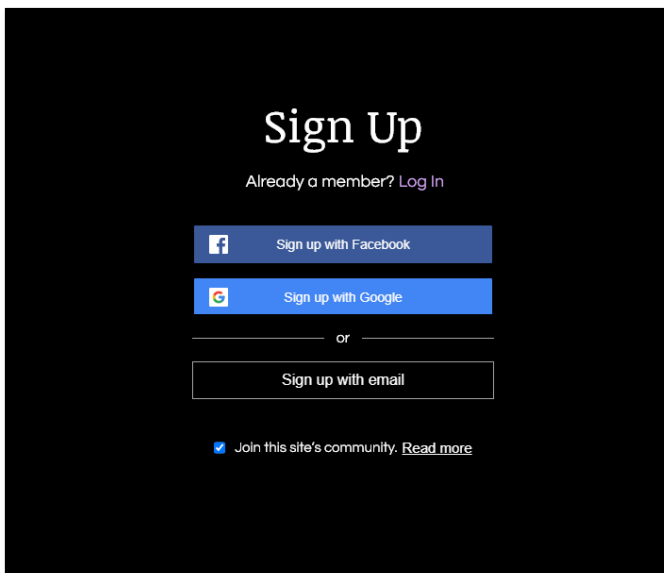 Sign Up
Already a member? Log In
Sign up with Facebook
Sign up with Google
or
Sign up with email
Join this site's community. Read more